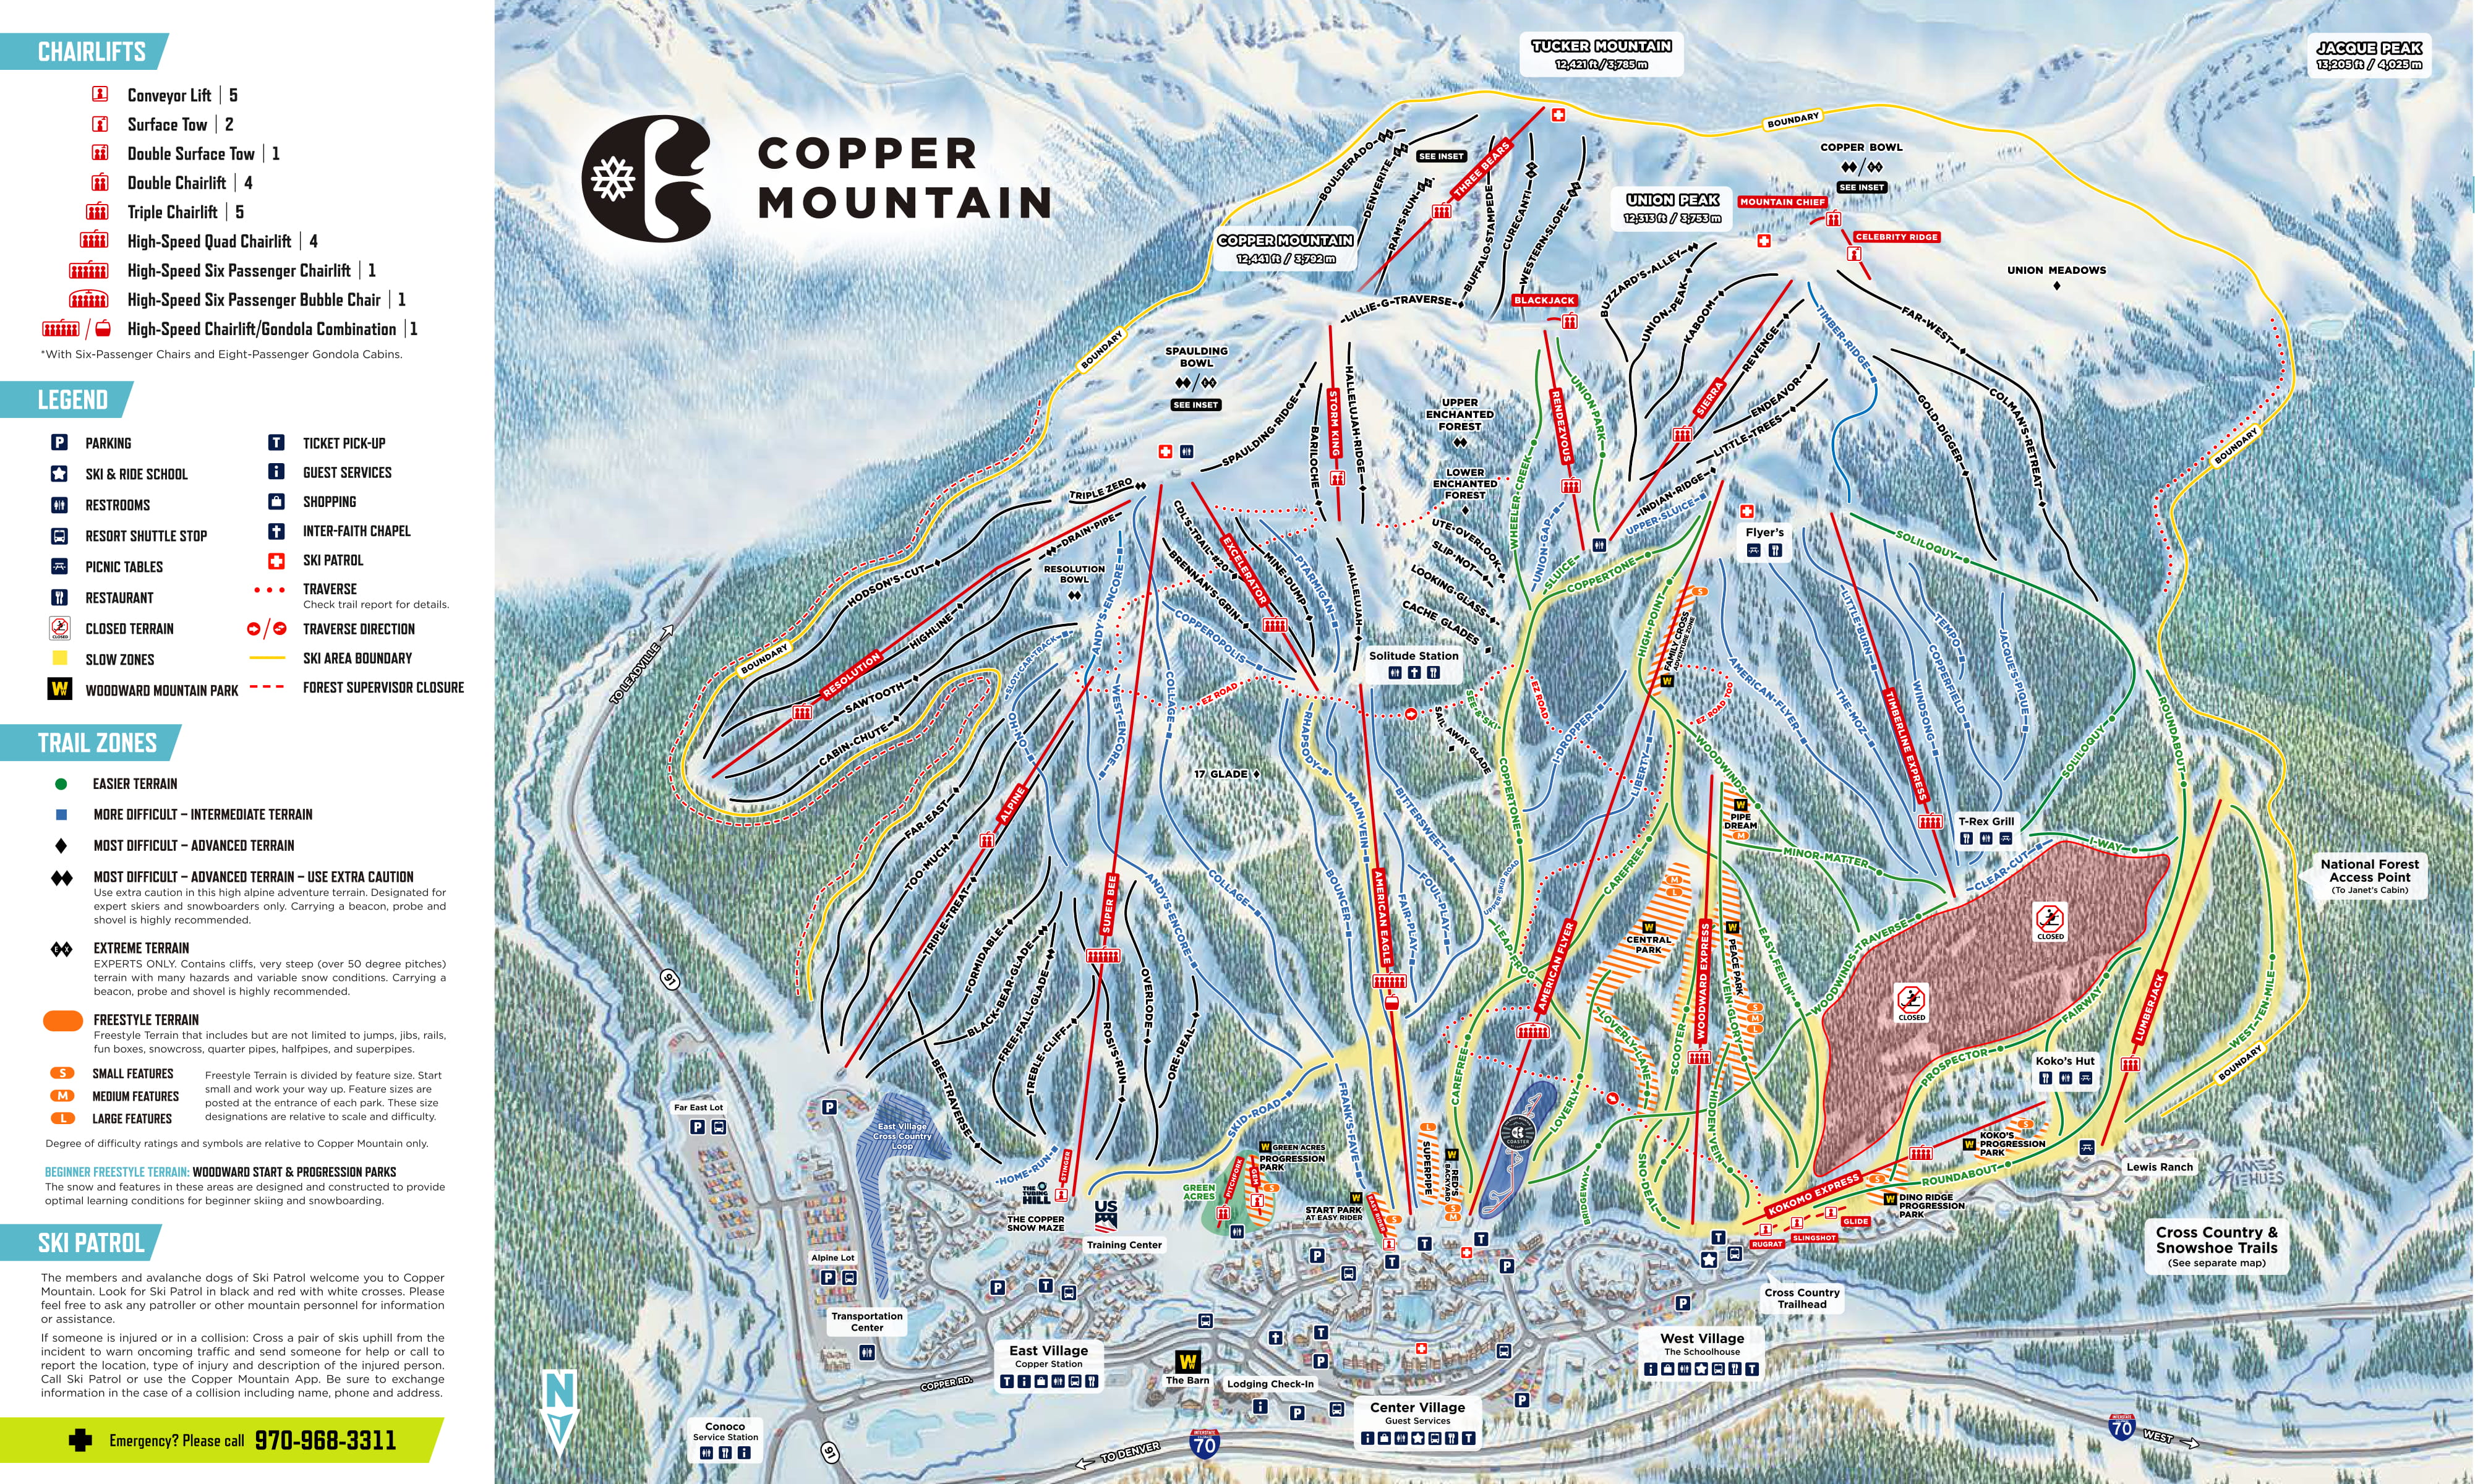 CHAIRLIFTS
Conveyor Lift | 5
Surface Tow | 2
Double Surface Tow | 1
Double Chairlift | 4
Triple Chairlift | 5
High-Speed Quad Chairlift | 4
High-Speed Six Passenger Chairlift | 1
High-Speed Six Passenger Bubble Chair | 1
High-Speed Chairlift/Gondola Combination | 1
*With Six-Passenger Chairs and Eight-Passenger Gondola Cabins.
LEGEND
P PARKING
SKI & RIDE SCHOOL
RESTROOMS
RESORT SHUTTLE STOP
PICNIC TABLES
RESTAURANT
CLOSED CLOSED TERRAIN
SLOW ZONES
W WOODWARD MOUNTAIN PARK
T TICKET PICK-UP
i GUEST SERVICES
SHOPPING
INTER-FAITH CHAPEL
SKI PATROL
TRAVERSE
Check trail report for details.
TRAVERSE DIRECTION
SKI AREA BOUNDARY
FOREST SUPERVISOR CLOSURE
TRAIL ZONES
EASIER TERRAIN
MORE DIFFICULT – INTERMEDIATE TERRAIN
MOST DIFFICULT – ADVANCED TERRAIN
MOST DIFFICULT – ADVANCED TERRAIN – USE EXTRA CAUTION
Use extra caution in this high alpine adventure terrain. Designated for
expert skiers and snowboarders only. Carrying a beacon, probe and
shovel is highly recommended.
EXTREME TERRAIN
EXPERTS ONLY. Contains cliffs, very steep (over 50 degree pitches)
terrain with many hazards and variable snow conditions. Carrying a
beacon, probe and shovel is highly recommended.
FREESTYLE TERRAIN
Freestyle Terrain that includes but are not limited to jumps, jibs, rails,
fun boxes, snowcross, quarter pipes, halfpipes, and superpipes.
S SMALL FEATURES
M MEDIUM FEATURES
L LARGE FEATURES
Freestyle Terrain is divided by feature size. Start
small and work your way up. Feature sizes are
posted at the entrance of each park. These size
designations are relative to scale and difficulty.
Degree of difficulty ratings and symbols are relative to Copper Mountain only.
BEGINNER FREESTYLE TERRAIN: WOODWARD START & PROGRESSION PARKS
The snow and features in these areas are designed and constructed to provide
optimal learning conditions for beginner skiing and snowboarding.
SKI PATROL
The members and avalanche dogs of Ski Patrol welcome you to Copper
Mountain. Look for Ski Patrol in black and red with white crosses. Please
feel free to ask any patroller or other mountain personnel for information
or assistance.
If someone is injured or in a collision: Cross a pair of skis uphill from the
incident to warn oncoming traffic and send someone for help or call to
report the location, type of injury and description of the injured person.
Call Ski Patrol or use the Copper Mountain App. Be sure to exchange
information in the case of a collision including name, phone and address.
Emergency? Please call 970-968-3311
COPPER
MOUNTAIN
TUCKER MOUNTAIN
12,421 ft / 3,785 m
JACQUE PEAK
13,205 ft / 4,025 m
BOUNDARY
COPPER BOWL
SEE INSET
UNION PEAK
12,313 ft / 3,753 m
MOUNTAIN CHIEF
CELEBRITY RIDGE
UNION MEADOWS
COPPER MOUNTAIN
12,441 ft / 3,792 m
SEE INSET
BOULDERADO
DENVERITE
RAM'S-RUN
THREE BEARS
BUFFALO-STAMPEDE
CURECANTI
WESTERN-SLOPE
LILLIE-G-TRAVERSE
BLACKJACK
BUZZARD'S-ALLEY
UNION-PEAK
KABOOM
REVENGE
SIERRA
ENDEAVOR
LITTLE-TREES
INDIAN-RIDGE
UPPER-SLUICE
TIMBER-RIDGE
FAR-WEST
GOLD-DIGGER
COLMAN'S-RETREAT
BOUNDARY
BOUNDARY
SPAULDING
BOWL
SEE INSET
SPAULDING-RIDGE
BARILOCHE
STORM KING
HALLELUJAH-RIDGE
UPPER
ENCHANTED
FOREST
LOWER
ENCHANTED
FOREST
WHEELER-CREEK
RENDEZVOUS
UNION-PARK
UNION-GAP
SLUICE
COPPERTONE
UTE-OVERLOOK
SLIP-NOT
LOOKING-GLASS
CACHE GLADES
HALLELUJAH
TRIPLE ZERO
DRAIN-PIPE
HODSON'S-CUT
RESOLUTION
BOWL
HIGHLINE
RESOLUTION
SAWTOOTH
CABIN-CHUTE
BOUNDARY
TO LEADVILLE
CDL'S-TRAIL-#20
BRENNAN'S-GRIN
EXCELERATOR
MINE-DUMP
PTARMIGAN
COPPEROPOLIS
ANDY'S-ENCORE
SLOT-CAR-TRACK
OH-NO
WEST-ENCORE
COLLAGE
EZ ROAD
Solitude Station
RHAPSODY
17 GLADE
SAIL AWAY GLADE
SEE-&-SKI
EZ ROAD
I-DROPPER
LIBERTY
HIGH-POINT
FAMILY CROSS
ADVENTURE ZONE
EZ ROAD TOO
Flyer's
SOLILOQUY
AMERICAN-FLYER
THE-MOZ
LITTLE-BURN
WINDSONG
COPPERFIELD
TEMPO
JACQUES-PIQUE
TIMBERLINE EXPRESS
SOLILOQUY
ROUNDABOUT
T-Rex Grill
I-WAY
CLEAR-CUT
MINOR-MATTER
WOODWINDS
PIPE
DREAM
M
CENTRAL
PARK
PEACE PARK
WOODWARD EXPRESS
EASY-FEELIN'
WOODWINDS-TRAVERSE
CLOSED
CLOSED
National Forest
Access Point
(To Janet's Cabin)
FAIRWAY
PROSPECTOR
LUMBERJACK
WEST-TEN-MILE
BOUNDARY
Koko's Hut
KOKO'S
PROGRESSION
PARK
Lewis Ranch
JAMES
NIEHUES
ROUNDABOUT
DINO RIDGE
PROGRESSION
PARK
KOKOMO EXPRESS
GLIDE
SLINGSHOT
RUGRAT
Cross Country &
Snowshoe Trails
(See separate map)
Cross Country
Trailhead
FAR-EAST
TOO-MUCH
TRIPLE-TREAT
ALPINE
FORMIDABLE
BLACK-BEAR-GLADE
FREE-FALL-GLADE
TREBLE-CLIFF
SUPER BEE
ROSI'S-RUN
OVERLODE
ORE-DEAL
ANDY'S-ENCORE
COLLAGE
BOUNCER
MAIN-VEIN
AMERICAN EAGLE
BITTERSWEET
FAIR-PLAY
FOUL-PLAY
UPPER SKID ROAD
COPPERTONE
LEAPFROG
CAREFREE
AMERICAN FLYER
CAREFREE
LOVERLY-LANE
SCOOTER
VEIN-GLORY
HIDDEN-VEIN
LOVERLY
BRIDGEWAY
SNO-DEAL
COASTER
BEE-TRAVERSE
SKID-ROAD
FRANK'S-FAVE
GREEN ACRES
PROGRESSION
PARK
GREEN
ACRES
PITCHFORK
GEM
START PARK
AT EASY RIDER
EASY RIDER
SUPERPIPE
RED'S
BACKYARD
HOME-RUN
STINGER
THE
TUBING
HILL
THE COPPER
SNOW MAZE
US
Training Center
Far East Lot
East Village
Cross Country
Loop
Alpine Lot
Transportation
Center
East Village
Copper Station
COPPER RD.
The Barn
Lodging Check-In
Center Village
Guest Services
West Village
The Schoolhouse
Conoco
Service Station
91
91
N
TO DENVER
INTERSTATE
70
INTERSTATE
70
WEST